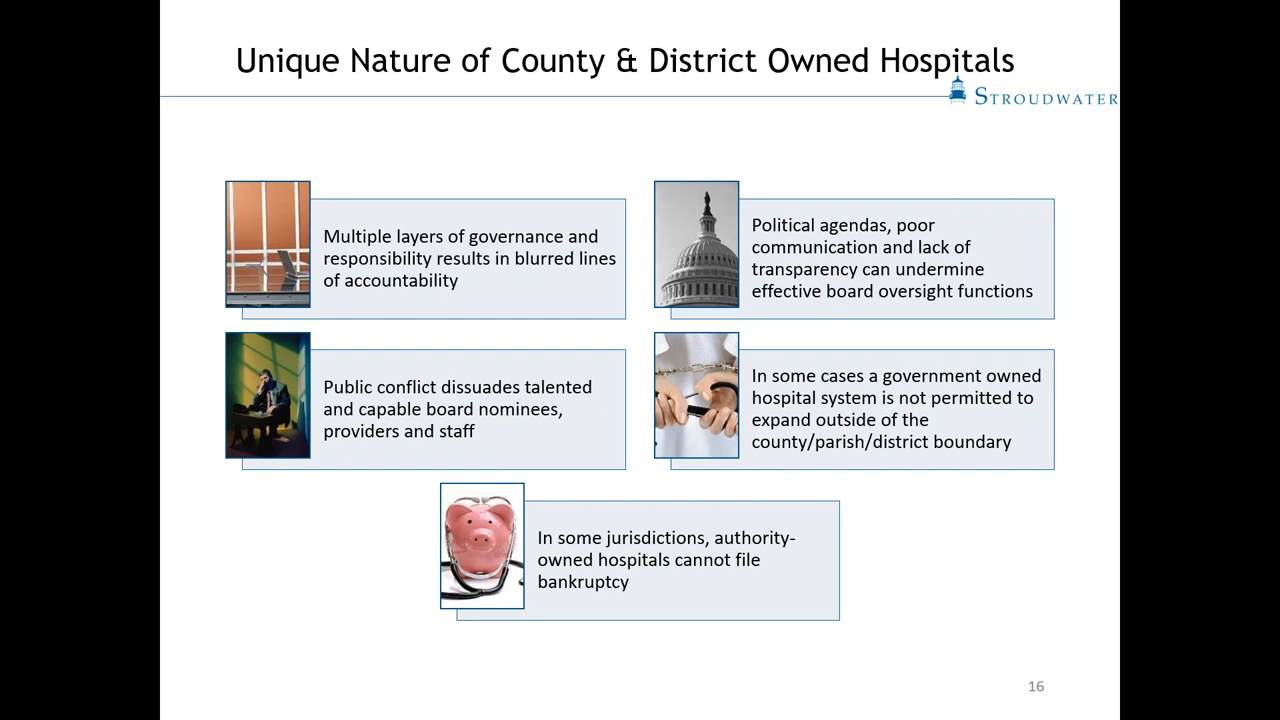 Unique Nature of County & District Owned Hospitals
STROUDWATER
Multiple layers of governance and
responsibility results in blurred lines
of accountability
Political agendas, poor
communication and lack of
transparency can undermine
effective board oversight functions
Public conflict dissuades talented
and capable board nominees,
providers and staff
In some cases a government owned
hospital system is not permitted to
expand outside of the
county/parish/district boundary
In some jurisdictions, authority-
owned hospitals cannot file
bankruptcy
16